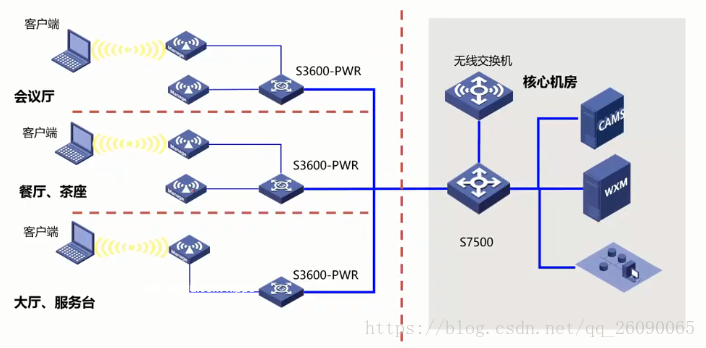 客户端
会议厅
S3600-PWR
客户端
餐厅、茶座
S3600-PWR
客户端
大厅、服务台
S3600-PWR
无线交换机
核心机房
S7500
CAMS
WXM
https://blog.csdn.net/qq_26090065